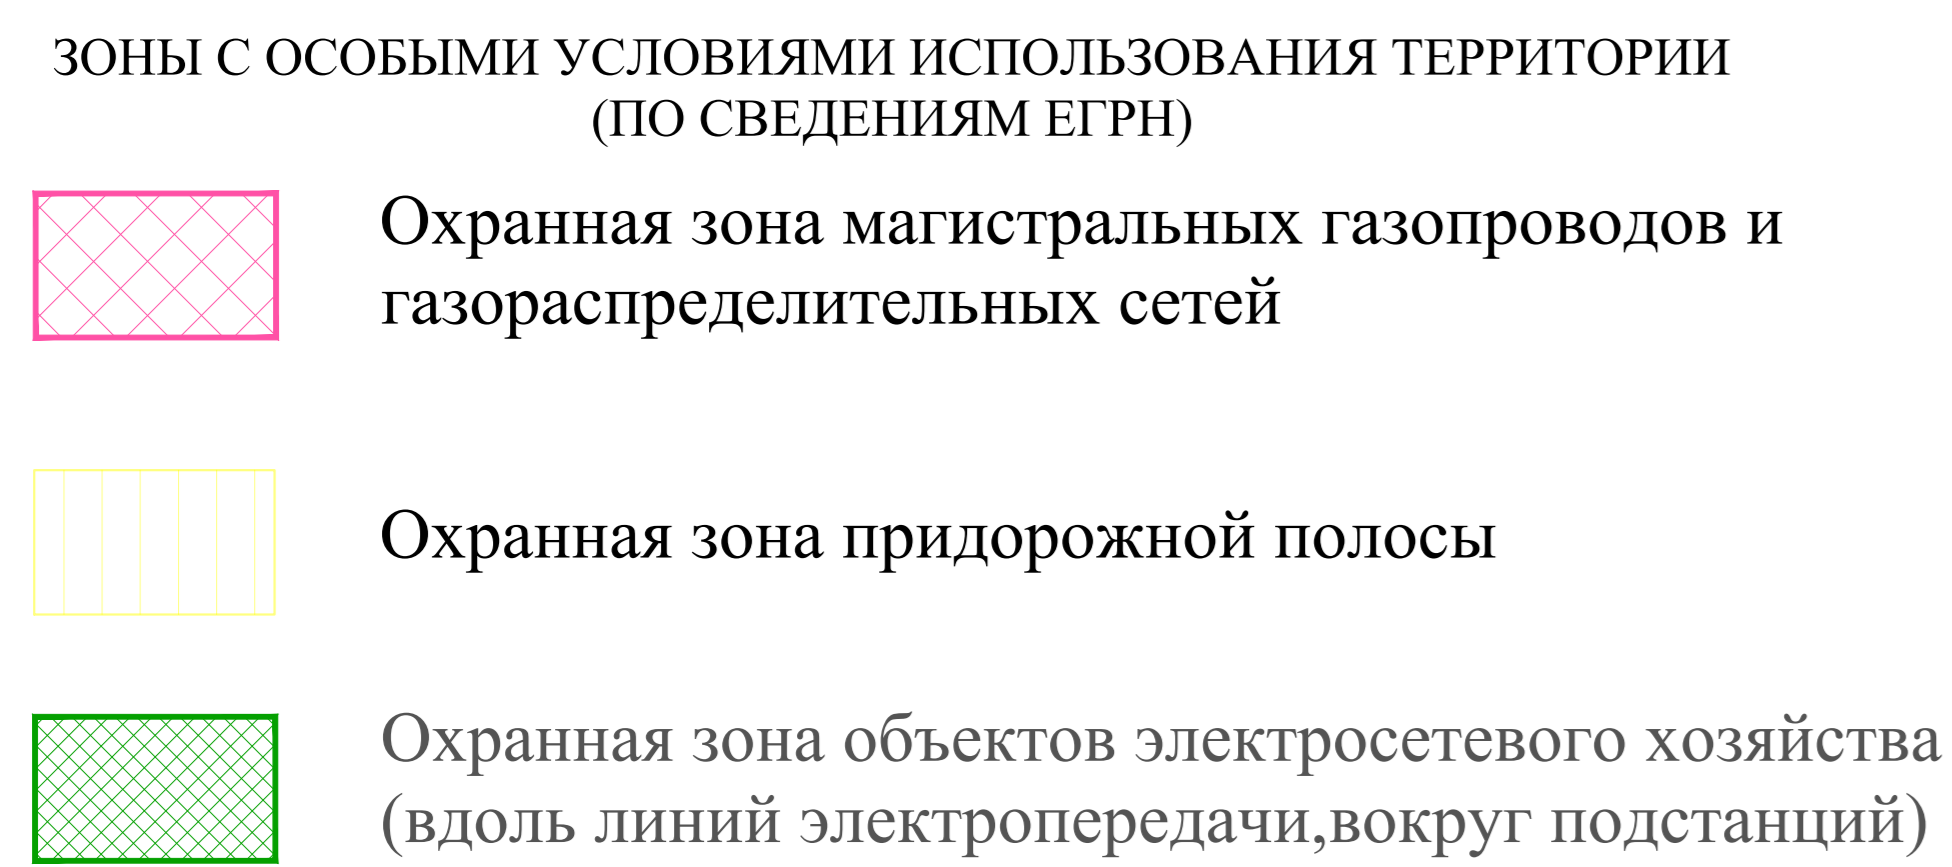 ЗОНЫ С ОСОБЫМИ УСЛОВИЯМИ ИСПОЛЬЗОВАНИЯ ТЕРРИТОРИИ
(ПО СВЕДЕНИЯМ ЕГРН)
Охранная зона магистральных газопроводов и
газораспределительных сетей
Охранная зона придорожной полосы
Охранная зона объектов электросетевого хозяйства
(вдоль линий электропередачи,вокруг подстанций)